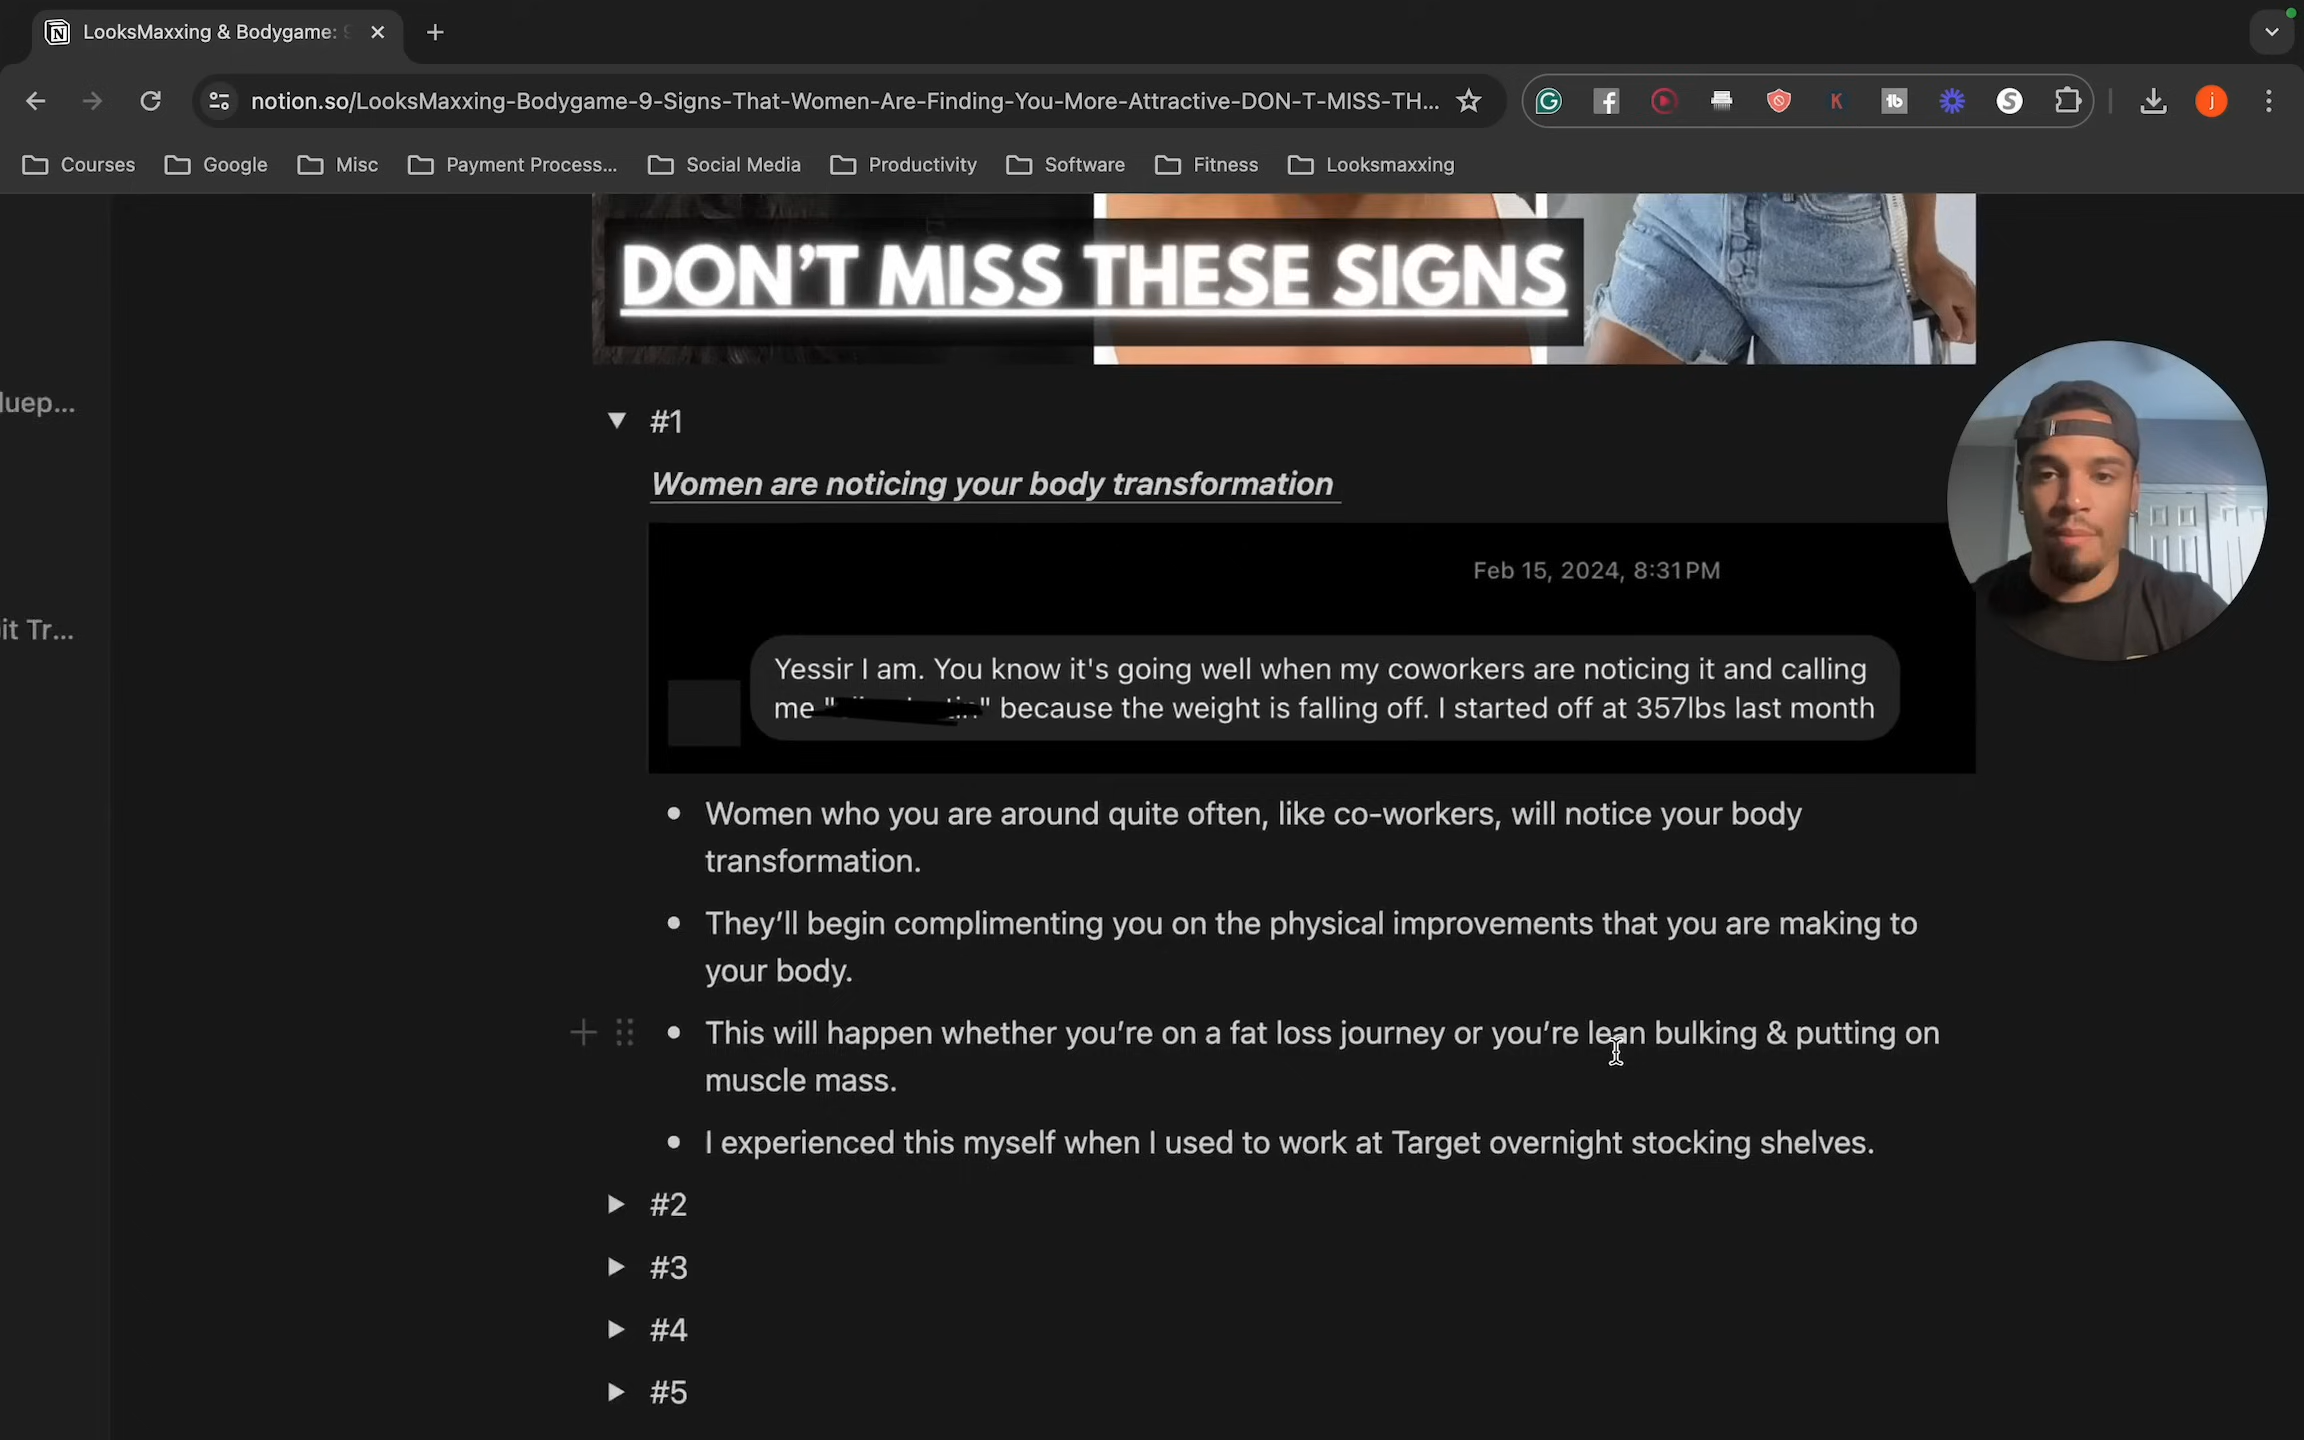 LooksMaxxing & Bodygame:
notion.so/LooksMaxxing-Bodygame-9-Signs-That-Women-Are-Finding-You-More-Attractive-DON-T-MISS-TH...
j
Courses Google Misc Payment Process... Social Media Productivity Software Fitness Looksmaxxing
DON'T MISS THESE SIGNS
luep...
it Tr...
#1
Women are noticing your body transformation
Feb 15, 2024, 8:31PM
Yessir I am. You know it's going well when my coworkers are noticing it and calling
me " " because the weight is falling off. I started off at 357lbs last month
• Women who you are around quite often, like co-workers, will notice your body
transformation.
• They’ll begin complimenting you on the physical improvements that you are making to
your body.
• This will happen whether you’re on a fat loss journey or you’re lean bulking & putting on
muscle mass.
• I experienced this myself when I used to work at Target overnight stocking shelves.
#2
#3
#4
#5